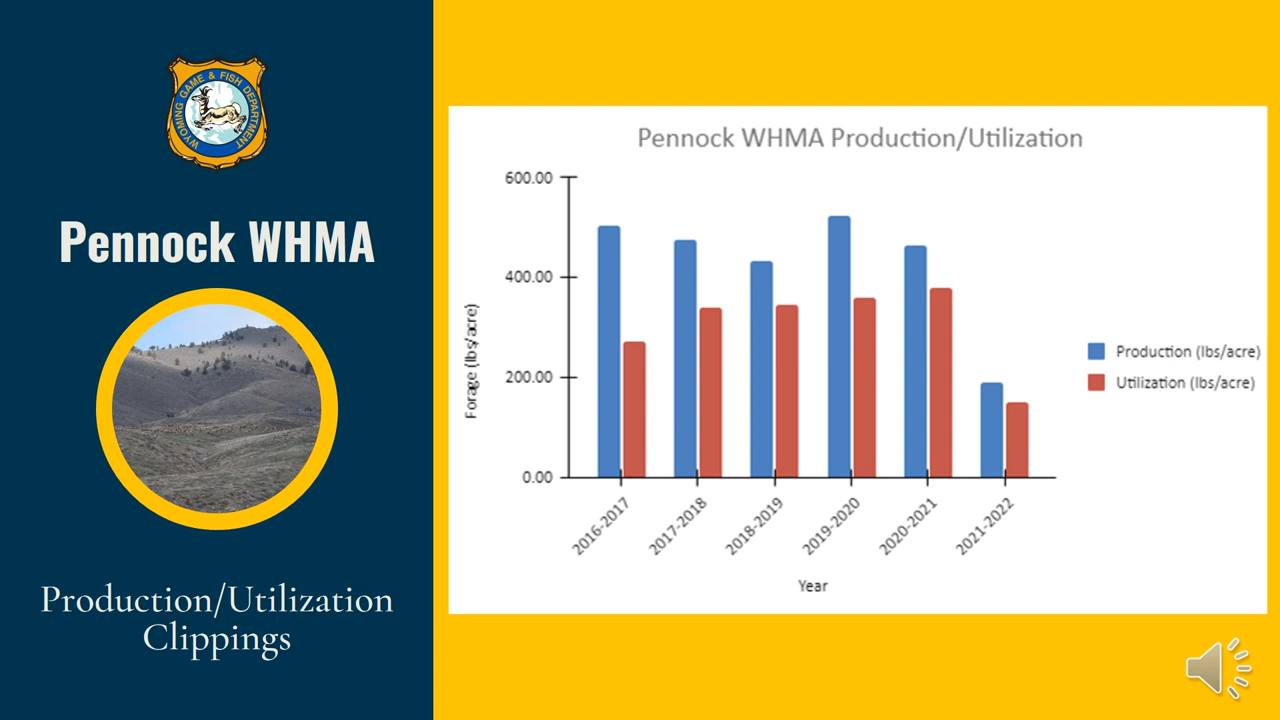 WYOMING GAME & FISH DEPARTMENT
Pennock WHMA
Production/Utilization
Clippings
Pennock WHMA Production/Utilization
600.00
400.00
200.00
0.00
Forage (lbs/acre)
2016-2017
2017-2018
2018-2019
2019-2020
2020-2021
2021-2022
Year
Production (lbs/acre)
Utilization (lbs/acre)